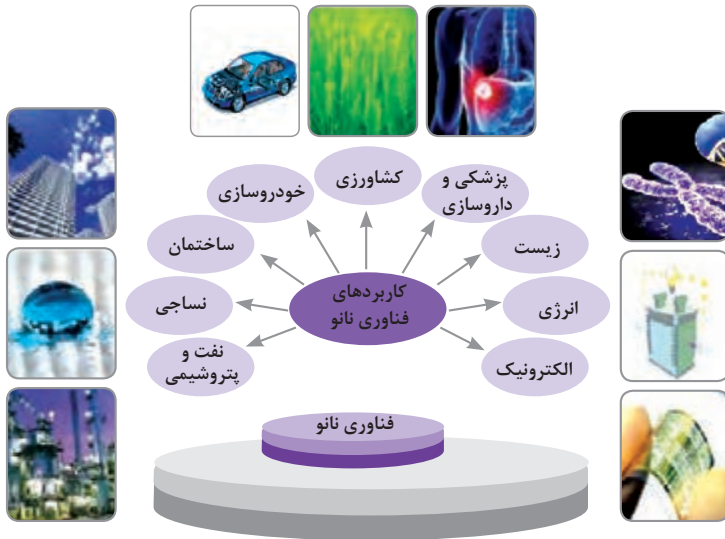 کشاورزی
پزشکی و
داروسازی
خودروسازی
زیست
ساختمان
انرژی
نساجی
الکترونیک
نفت و
پتروشیمی
کاربردهای
فناوری نانو
فناوری نانو